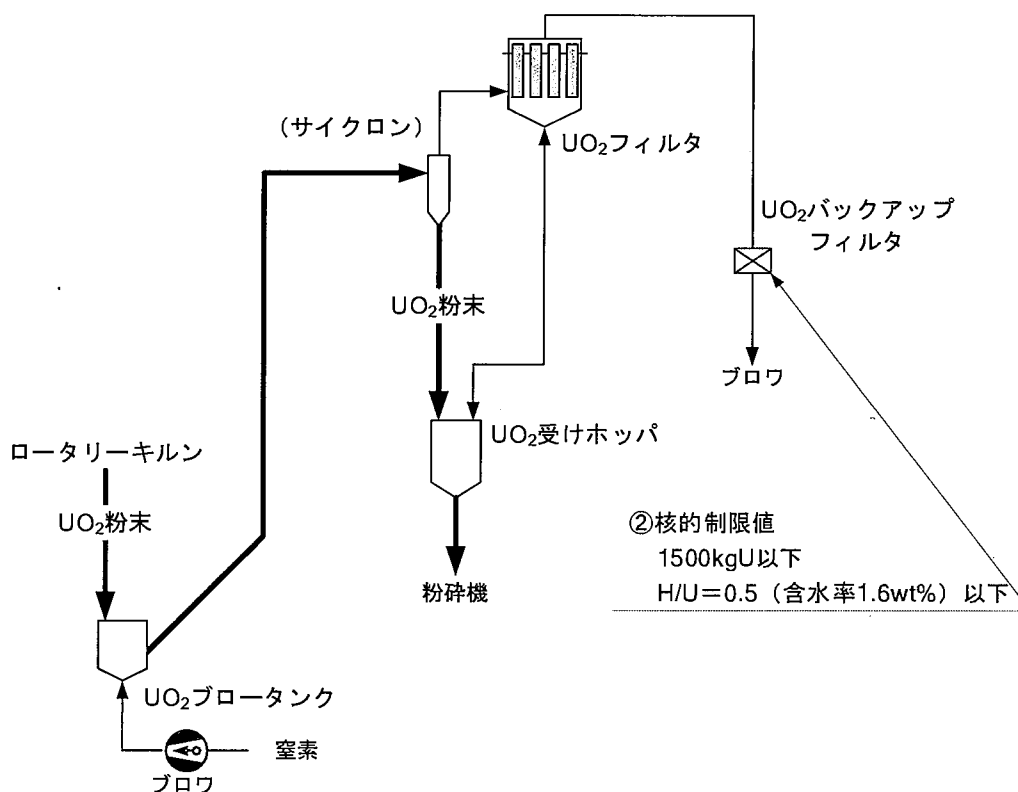 (サイクロン)
UO₂フィルタ
UO₂バックアップ
フィルタ
UO₂粉末
ブロワ
UO₂受けホッパ
ロータリーキルン
UO₂粉末
②核的制限値
1500kgU以下
H/U=0.5(含水率1.6wt%)以下
粉砕機
UO₂ブロータンク
窒素
ブロワ